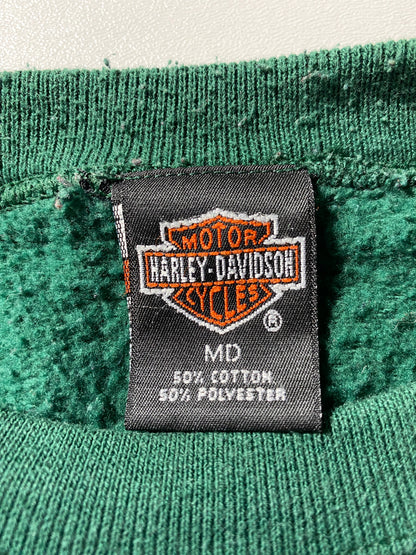 MOTOR
HARLEY-DAVIDSON
CYCLES
®
MD
50% COTTON
50% POLYESTER